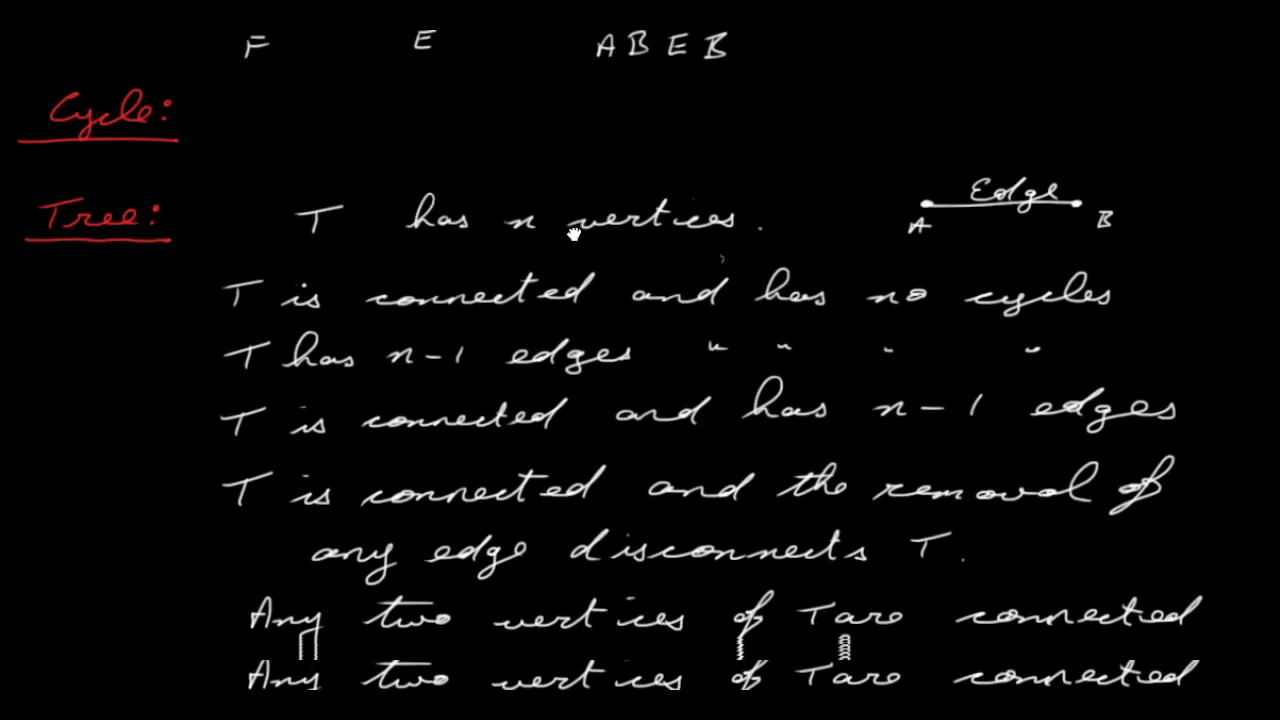 F E A B E B
Cycle:
Tree: T has n vertices. Edge
A B
T is connected and has no cycles
T has n-1 edges " " " "
T is connected and has n-1 edges
T is connected and the removal of
any edge disconnects T.
Any two vertices of T are connected
Any two vertices of T are connected